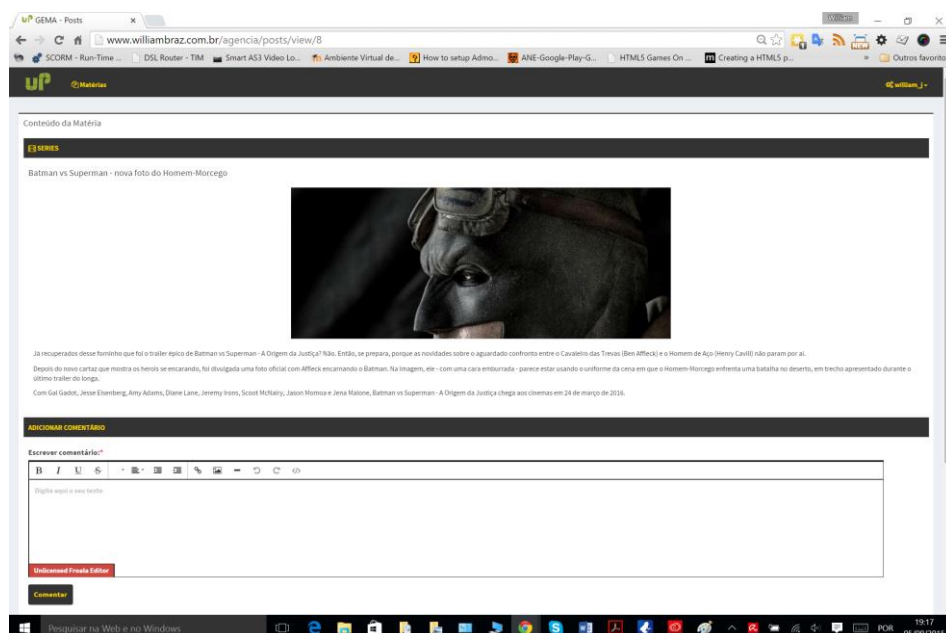 uP GEMA - Posts
William
www.williambraz.com.br/agencia/posts/view/8
SCORM - Run-Time ... DSL Router - TIM Smart AS3 Video Lo... Ambiente Virtual de... How to setup Admo... ANE-Google-Play-G... HTML5 Games On ... Creating a HTML5 p... » Outros favorito
uP Matérias william_j
Conteúdo da Matéria
SERIES
Batman vs Superman - nova foto do Homem-Morcego
Já recuperados desse forninho que foi o trailer épico de Batman vs Superman - A Origem da Justiça? Não. Então, se prepara, porque as novidades sobre o aguardado confronto entre o Cavaleiro das Trevas (Ben Affleck) e o Homem de Aço (Henry Cavill) não param por aí.
Depois do novo cartaz que mostra os herois se encarando, foi divulgada uma foto oficial com Affleck encarnando o Batman. Na imagem, ele - com uma cara emburrada - parece estar usando o uniforme da cena em que o Homem-Morcego enfrenta uma batalha no deserto, em trecho apresentado durante o
último trailer do longa.
Com Gal Gadot, Jesse Eisenberg, Amy Adams, Diane Lane, Jeremy Irons, Scoot McNairy, Jason Momoa e Jena Malone, Batman vs Superman - A Origem da Justiça chega aos cinemas em 24 de março de 2016.
ADICIONAR COMENTÁRIO
Escrever comentário:*
B I U S
Digite aqui o seu texto
Unlicensed Froala Editor
Comentar
Pesquisar na Web e no Windows
POR 19:17